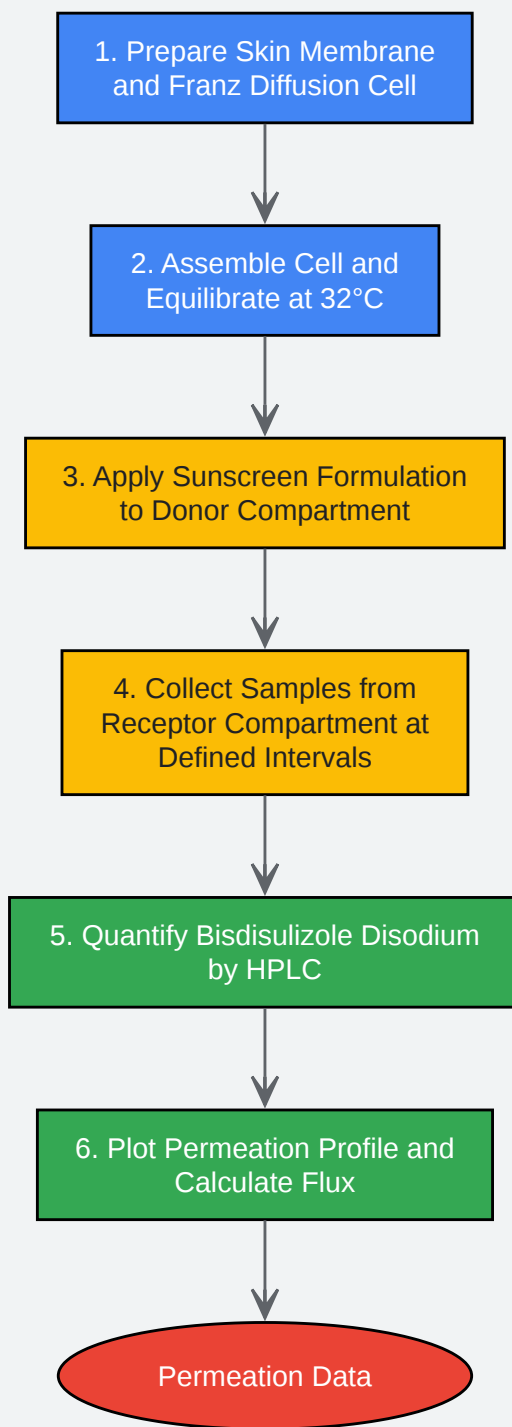 1. Prepare Skin Membrane
and Franz Diffusion Cell
2. Assemble Cell and
Equilibrate at 32°C
3. Apply Sunscreen Formulation
to Donor Compartment
4. Collect Samples from
Receptor Compartment at
Defined Intervals
5. Quantify Bisdisulizole Disodium
by HPLC
6. Plot Permeation Profile and
Calculate Flux
Permeation Data